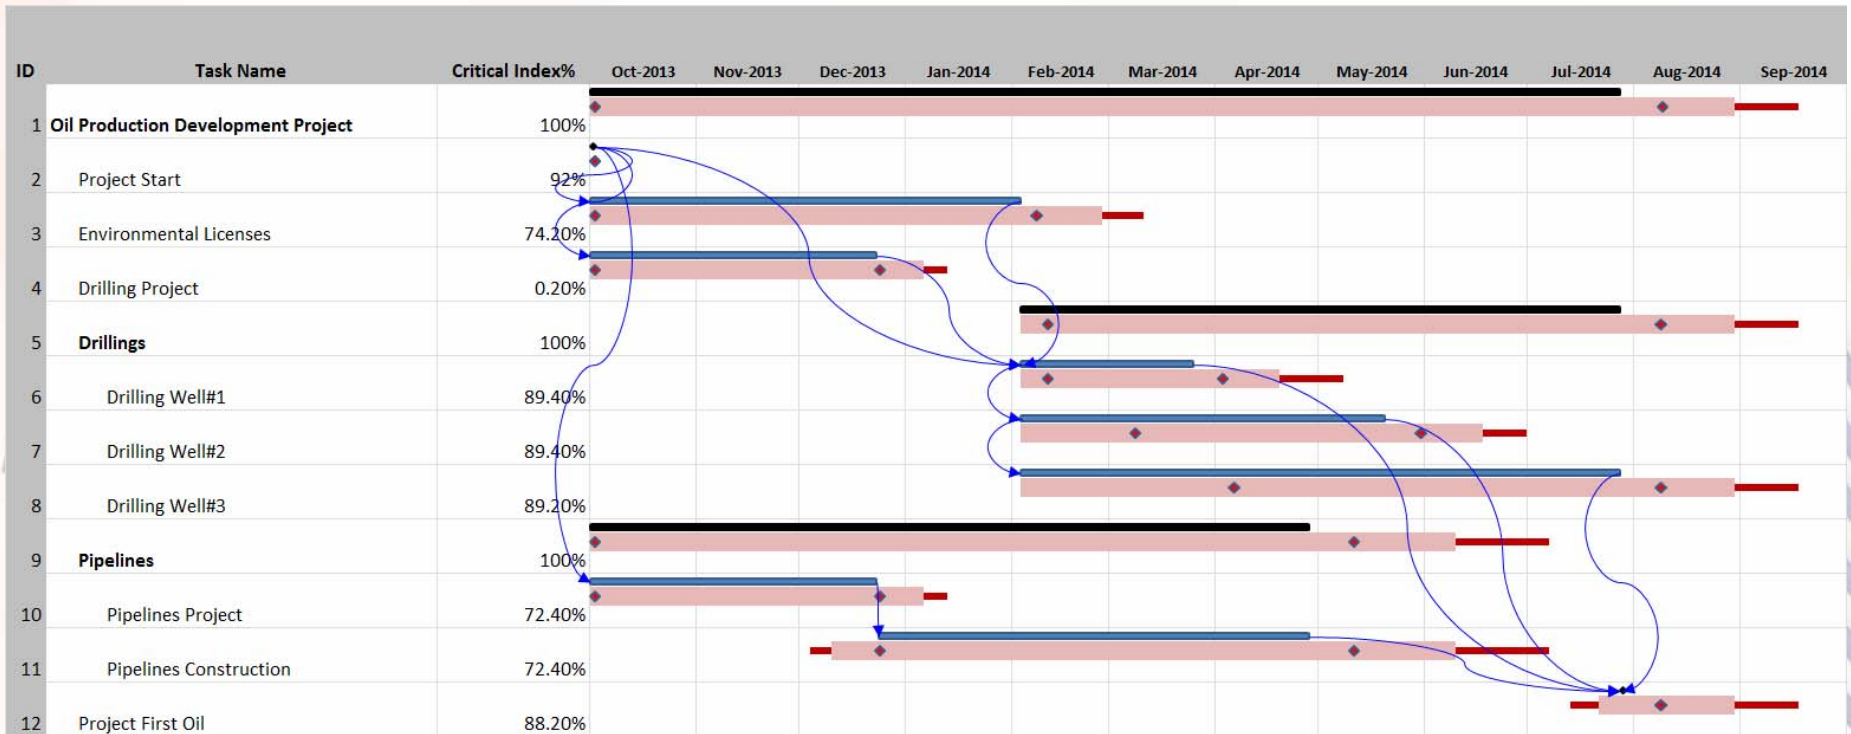 ID Task Name Critical Index% Oct-2013 Nov-2013 Dec-2013 Jan-2014 Feb-2014 Mar-2014 Apr-2014 May-2014 Jun-2014 Jul-2014 Aug-2014 Sep-2014
1 Oil Production Development Project 100%
2 Project Start 92%
3 Environmental Licenses 74.20%
4 Drilling Project 0.20%
5 Drillings 100%
6 Drilling Well#1 89.40%
7 Drilling Well#2 89.40%
8 Drilling Well#3 89.20%
9 Pipelines 100%
10 Pipelines Project 72.40%
11 Pipelines Construction 72.40%
12 Project First Oil 88.20%